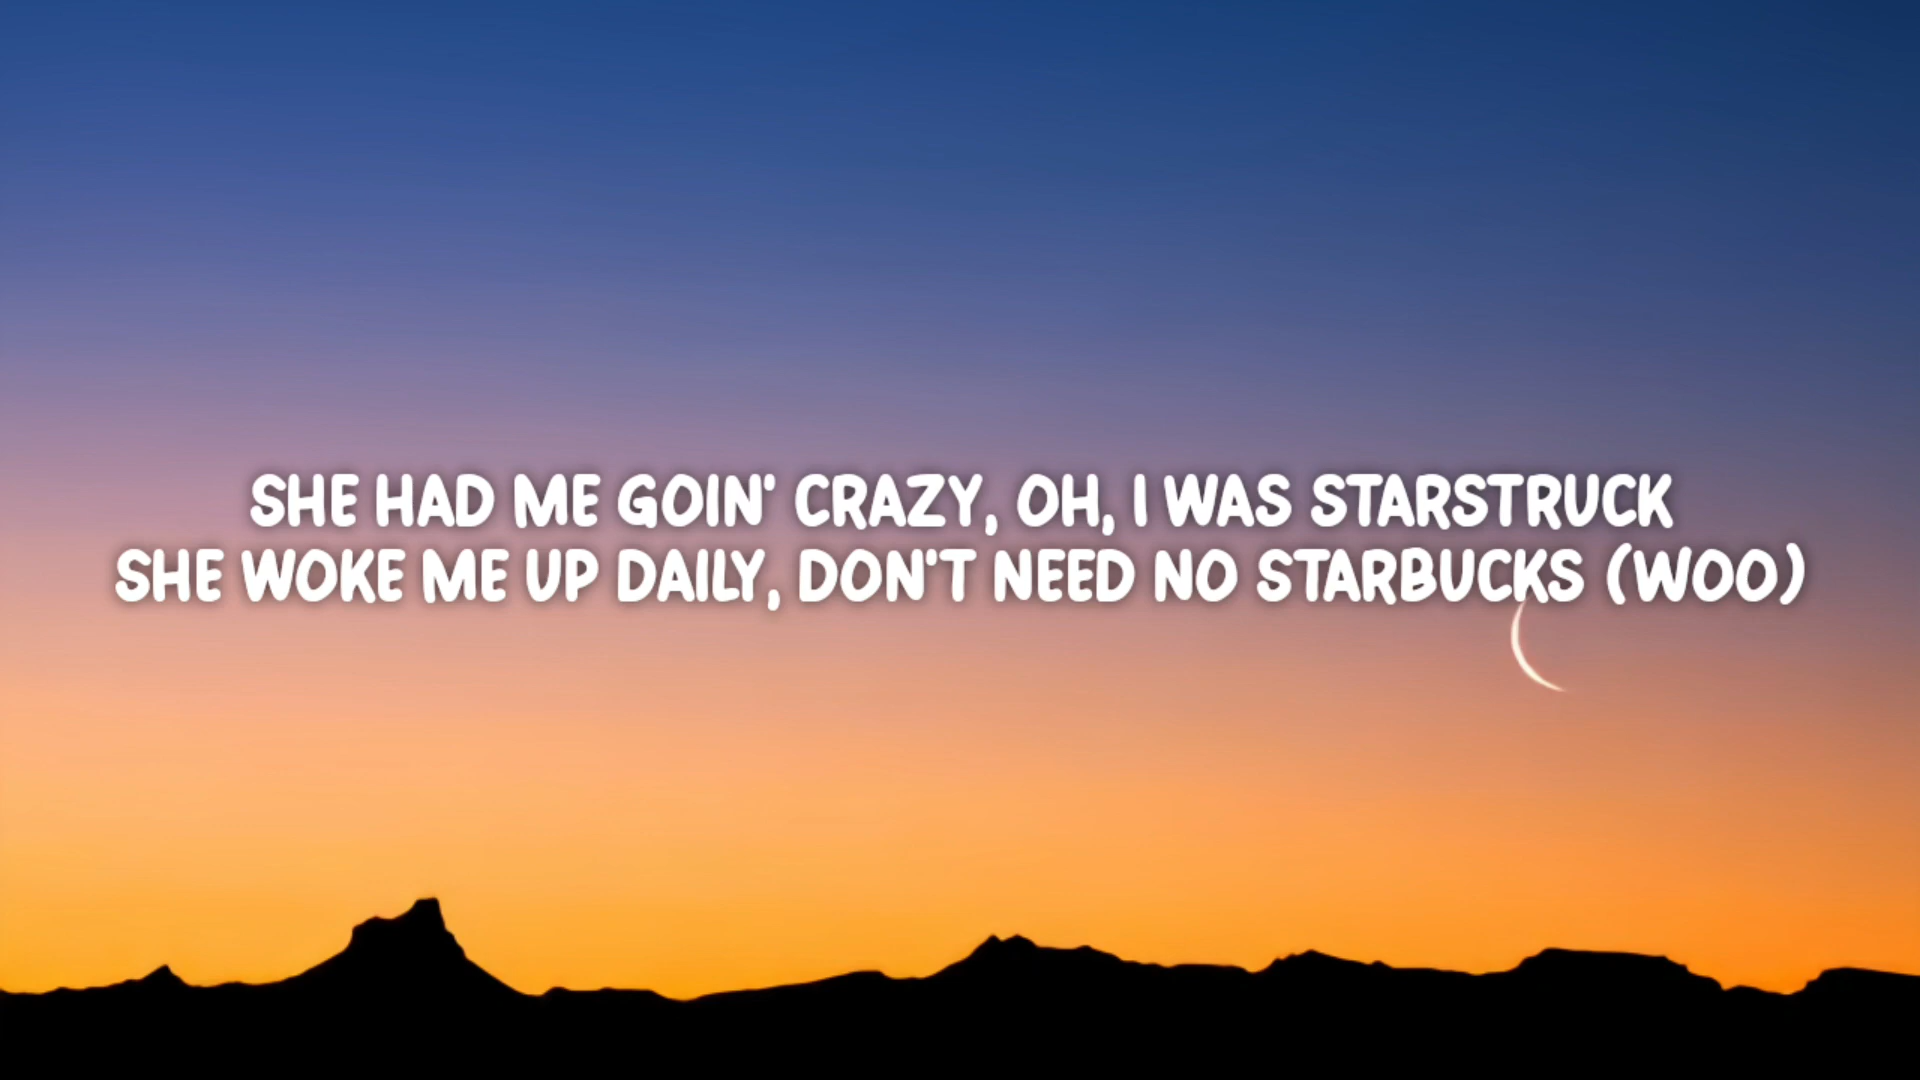 SHE HAD ME GOIN' CRAZY, OH, I WAS STARSTRUCK
SHE WOKE ME UP DAILY, DON'T NEED NO STARBUCKS (WOO)